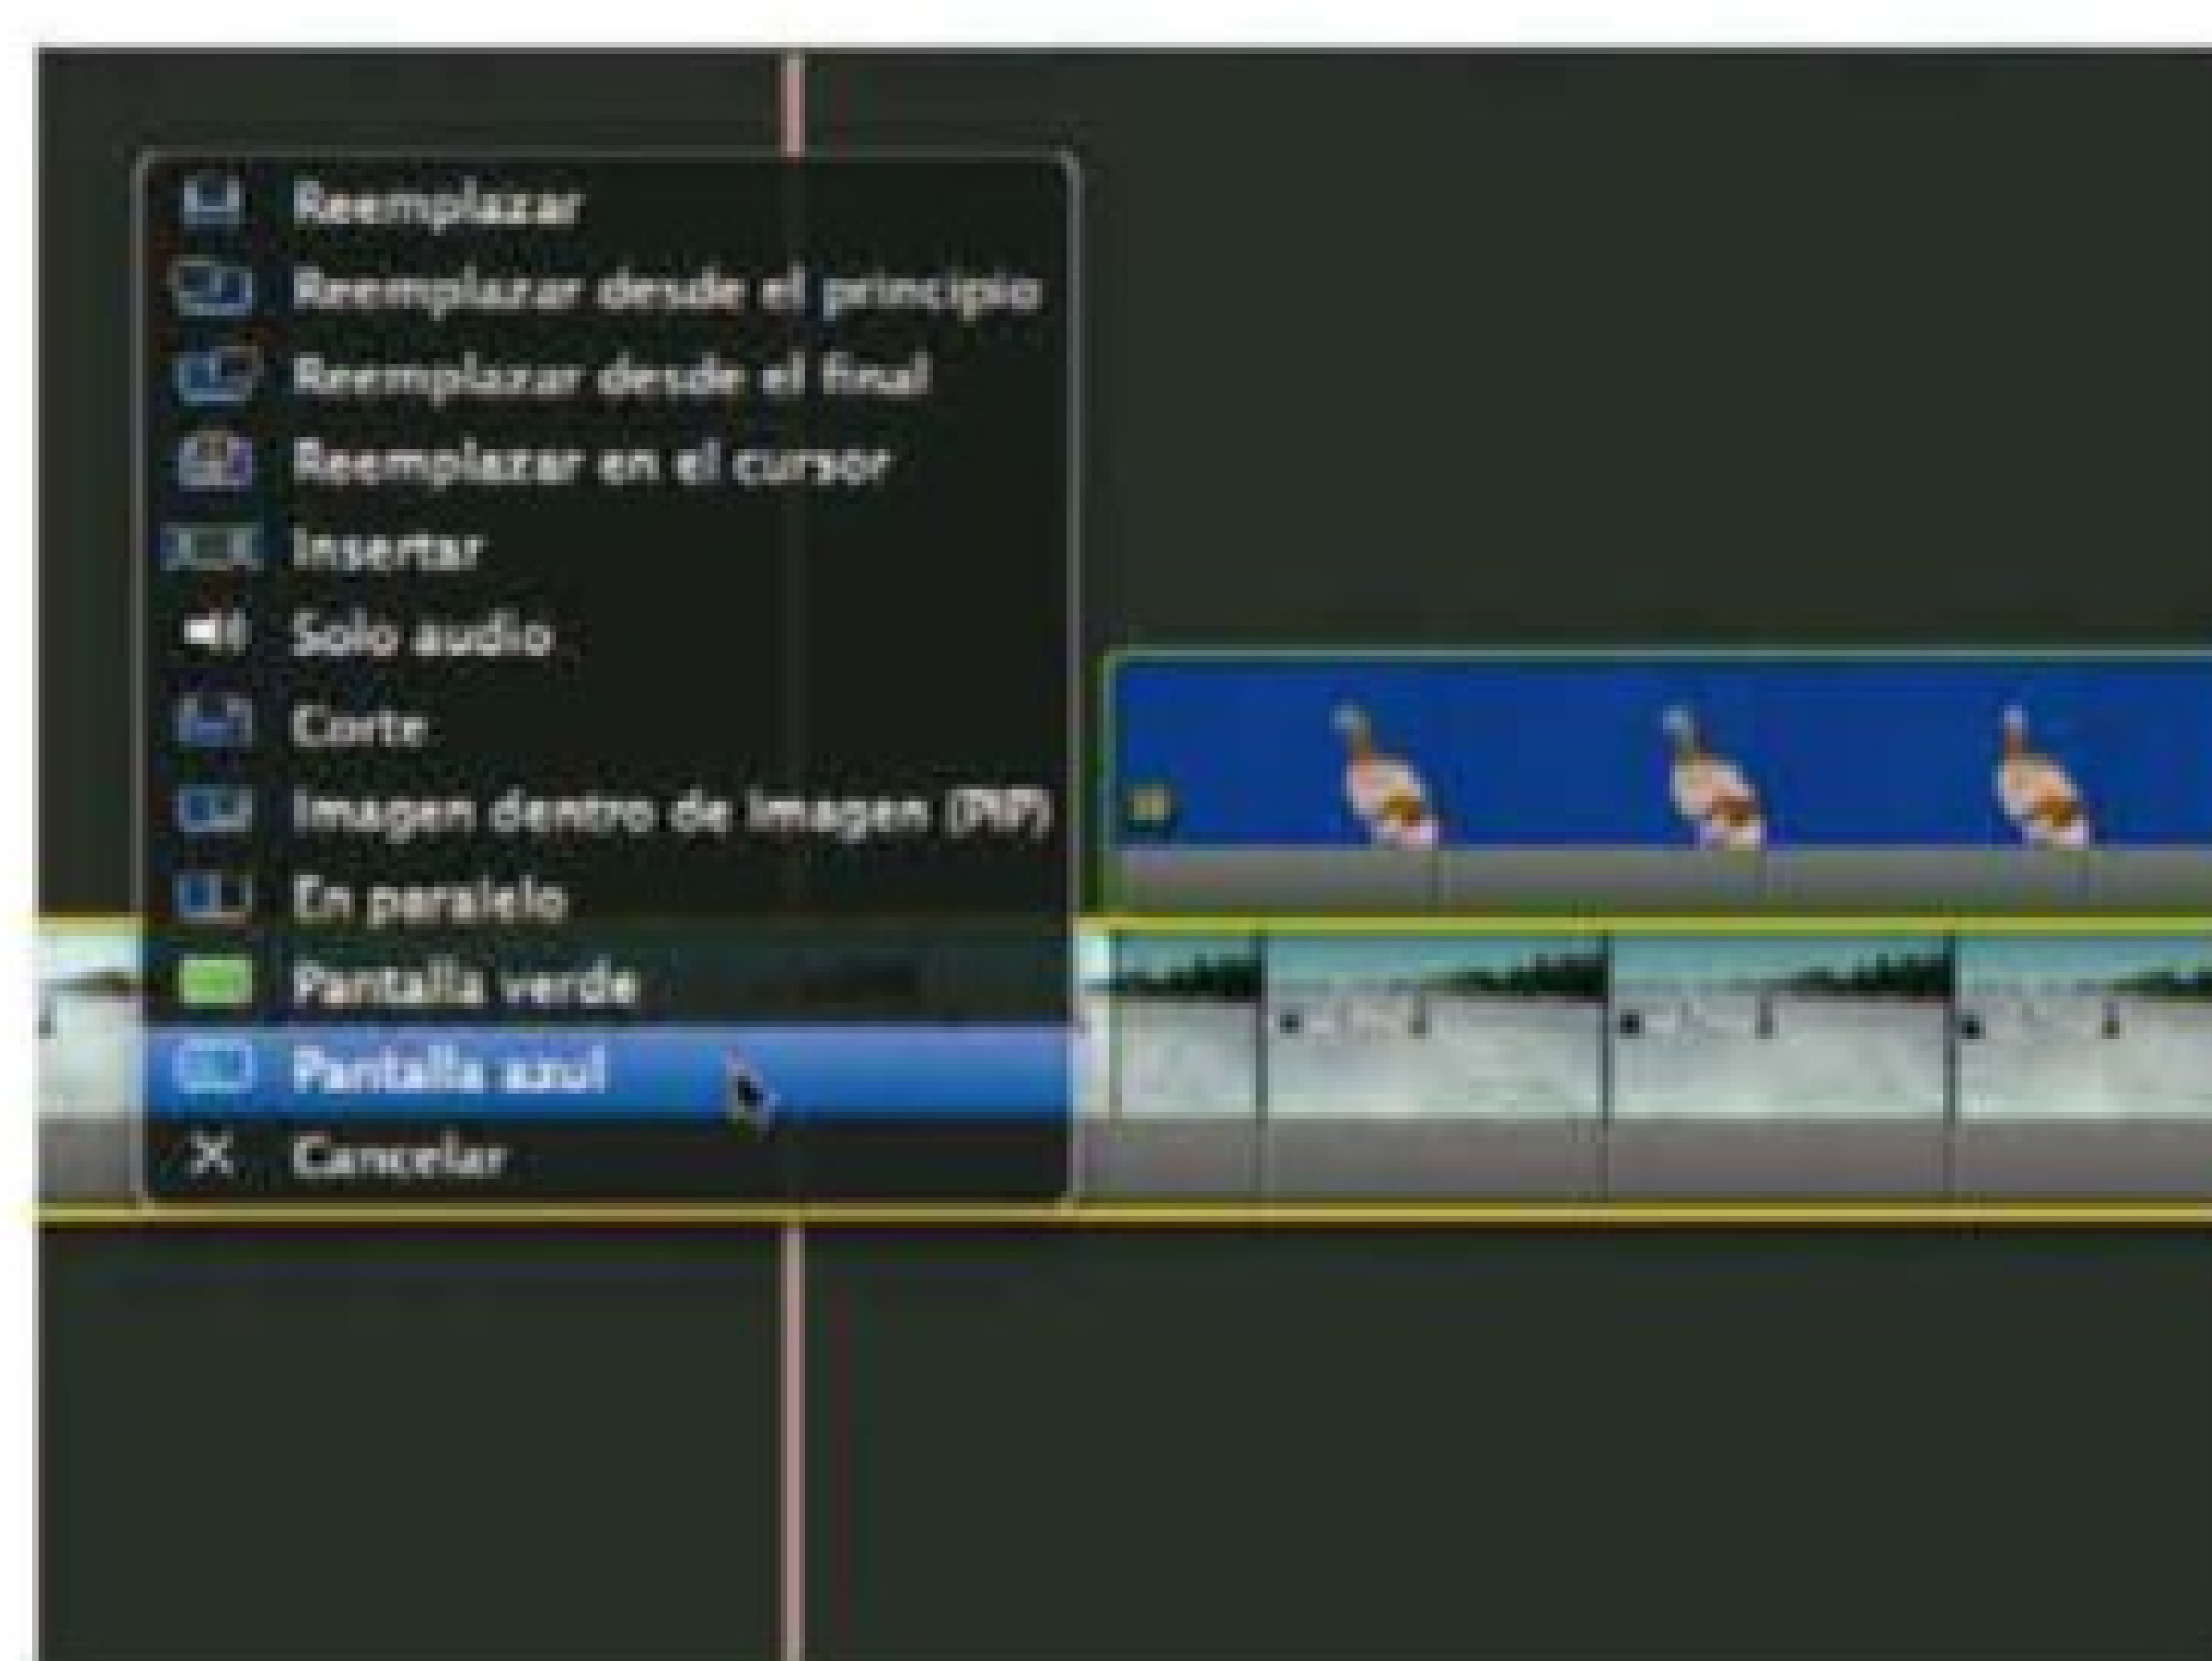 Reemplazar
Reemplazar desde el principio
Reemplazar desde el final
Reemplazar en el cursor
Insertar
Solo audio
Corte
Imagen dentro de imagen (PIP)
En paralelo
Pantalla verde
Pantalla azul
Cancelar